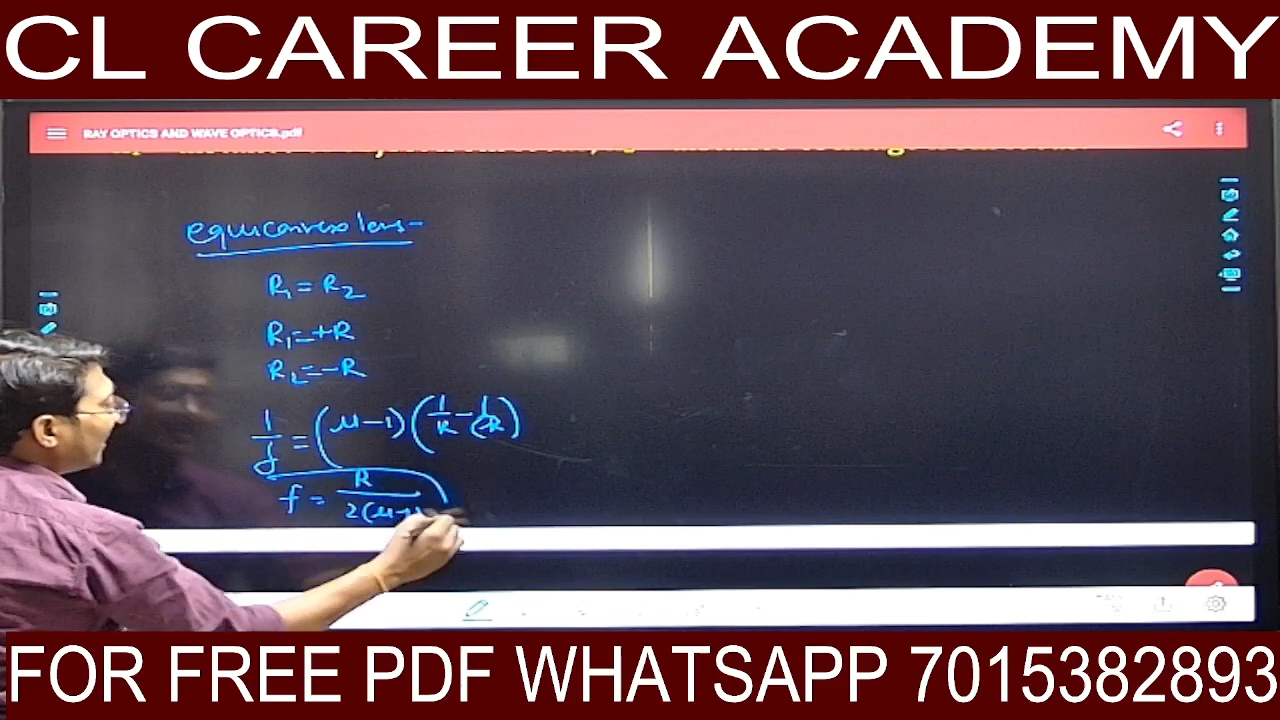 CL CAREER ACADEMY
RAY OPTICS AND WAVE OPTICS.pdf
equiconvex lens-
R₁ = R₂
R₁ = +R
R₂ = -R
1/f = (μ-1)(1/R - 1/(-R))
f = R/2(μ-1)
FOR FREE PDF WHATSAPP 7015382893